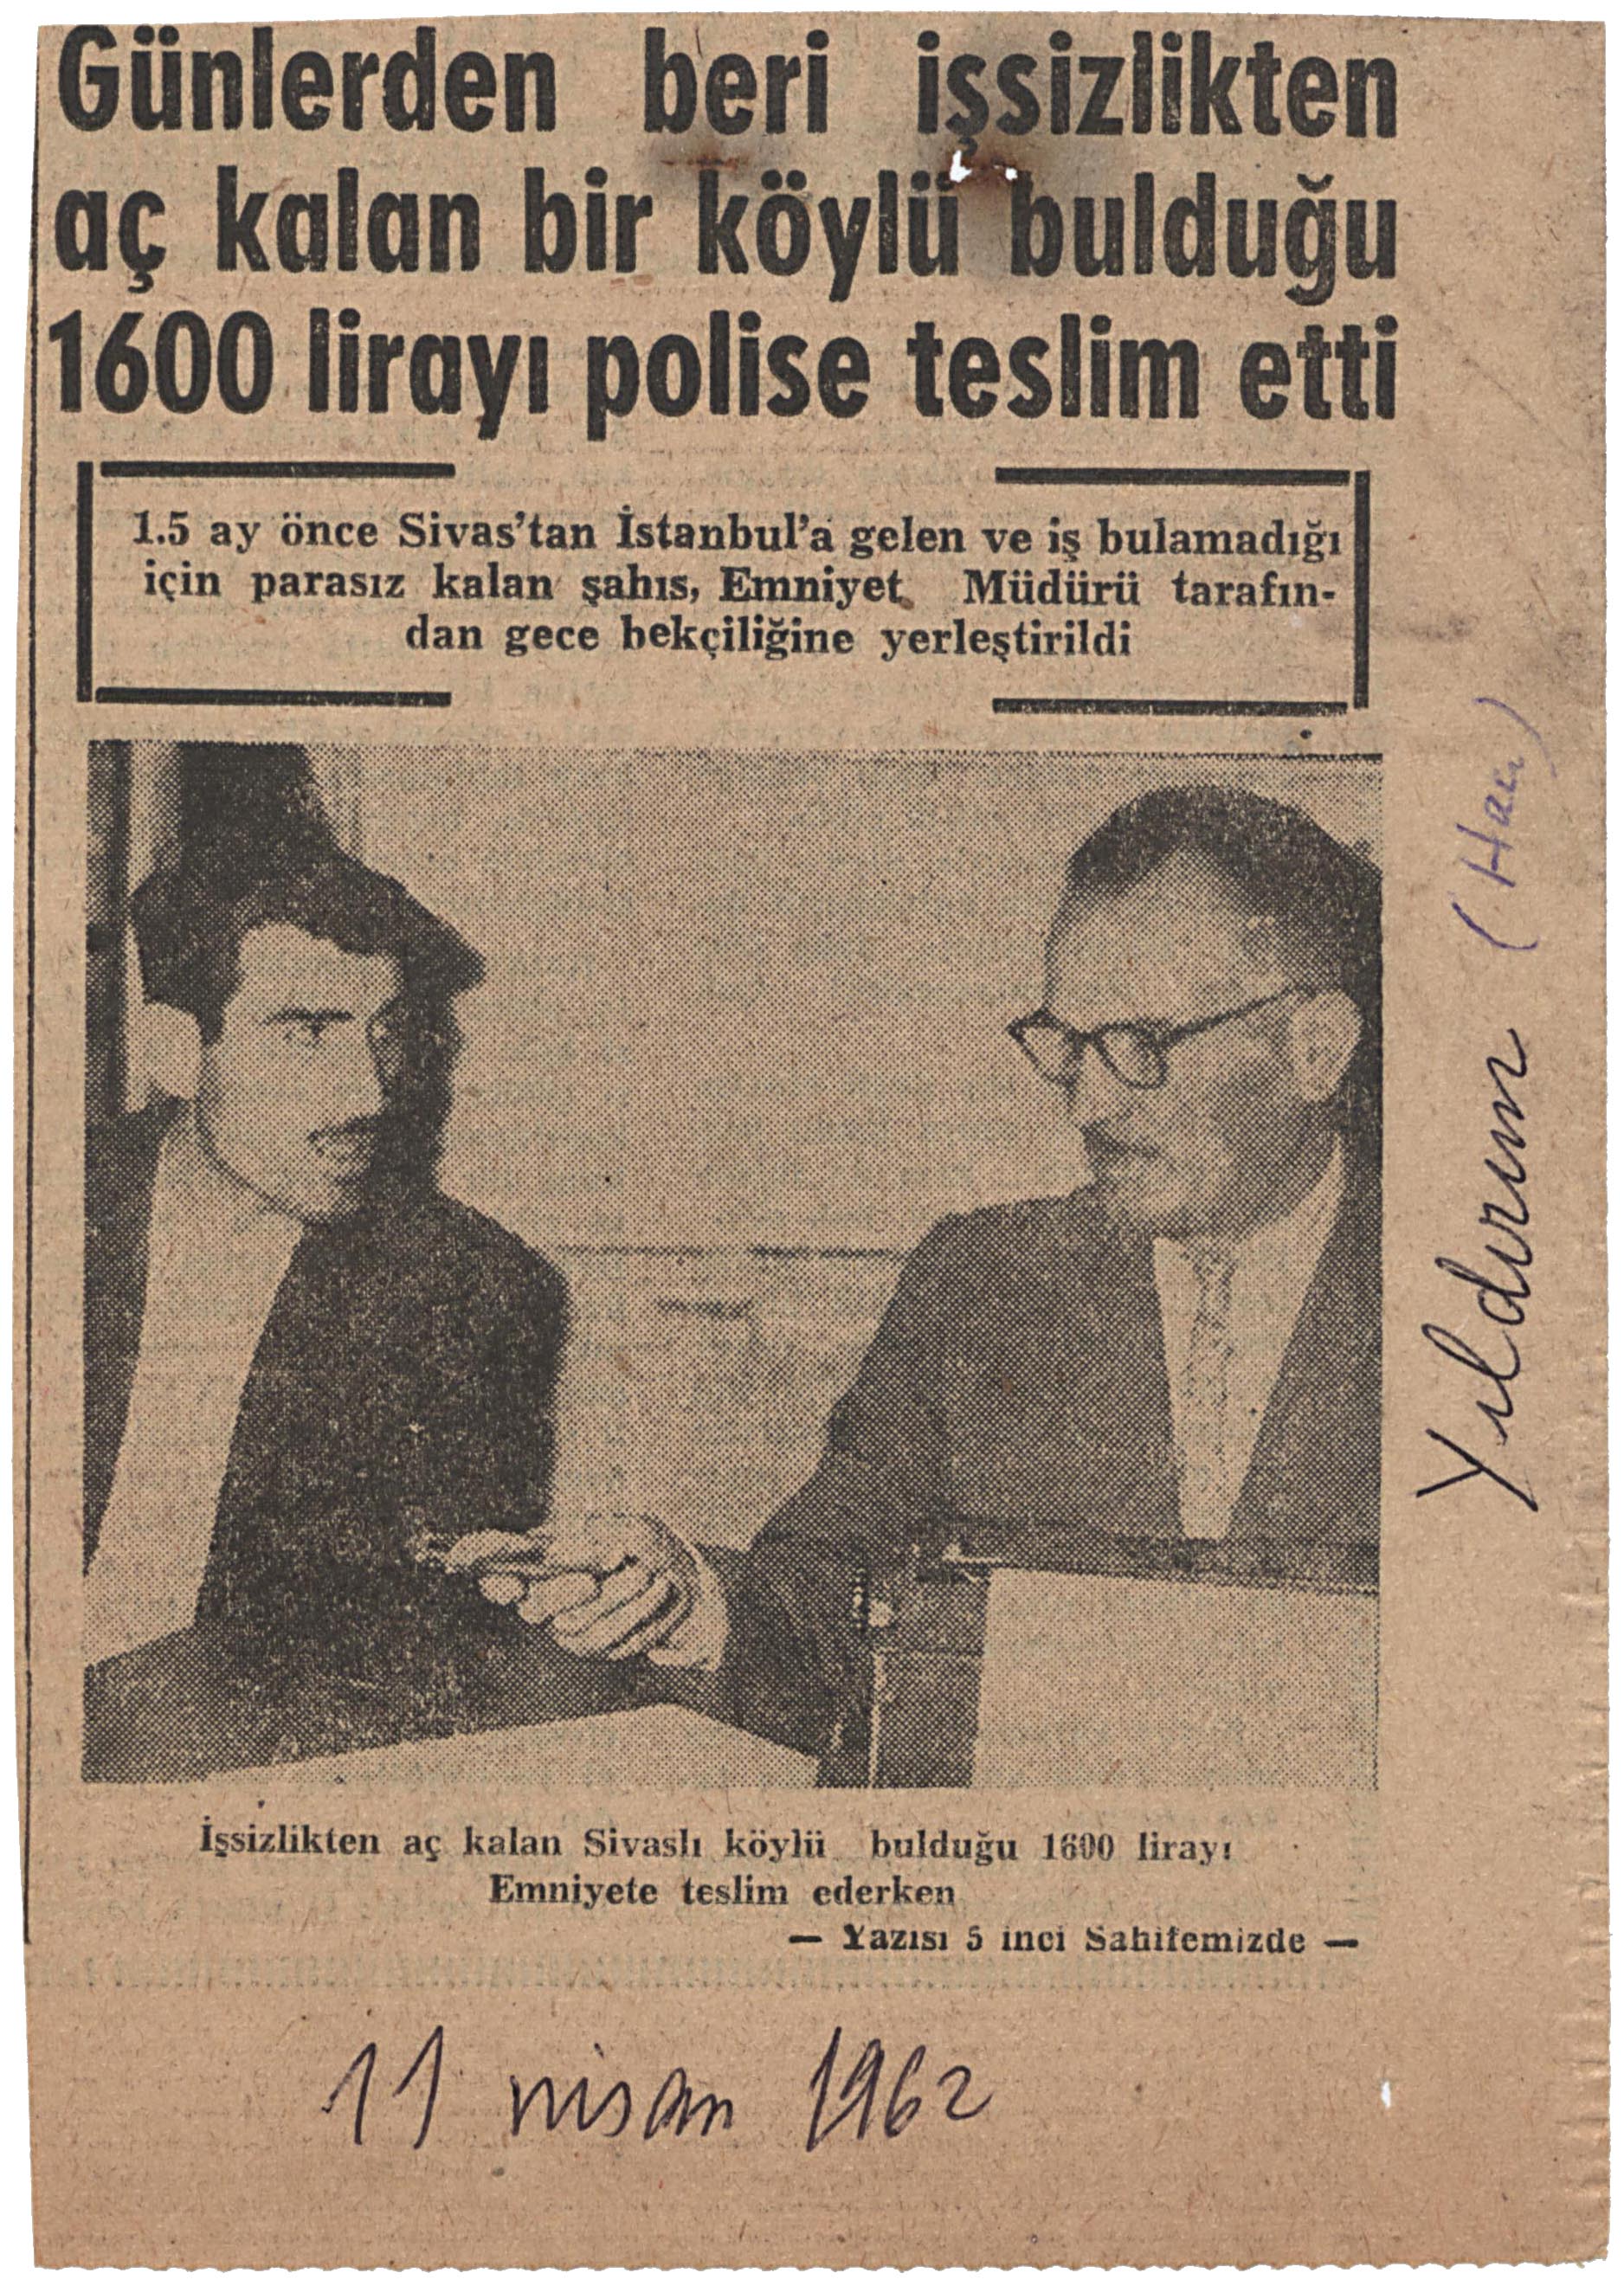 Günlerden beri işsizlikten
aç kalan bir köylü bulduğu
1600 lirayı polise teslim etti
1.5 ay önce Sivas'tan İstanbul'a gelen ve iş bulamadığı
için parasız kalan şahıs, Emniyet Müdürü tarafın-
dan gece bekçiliğine yerleştirildi
İşsizlikten aç kalan Sivaslı köylü bulduğu 1600 lirayı
Emniyete teslim ederken
— Yazısı 5 inci Sahifemizde —
Yıldırım (Hacı)
11 nisan 1962